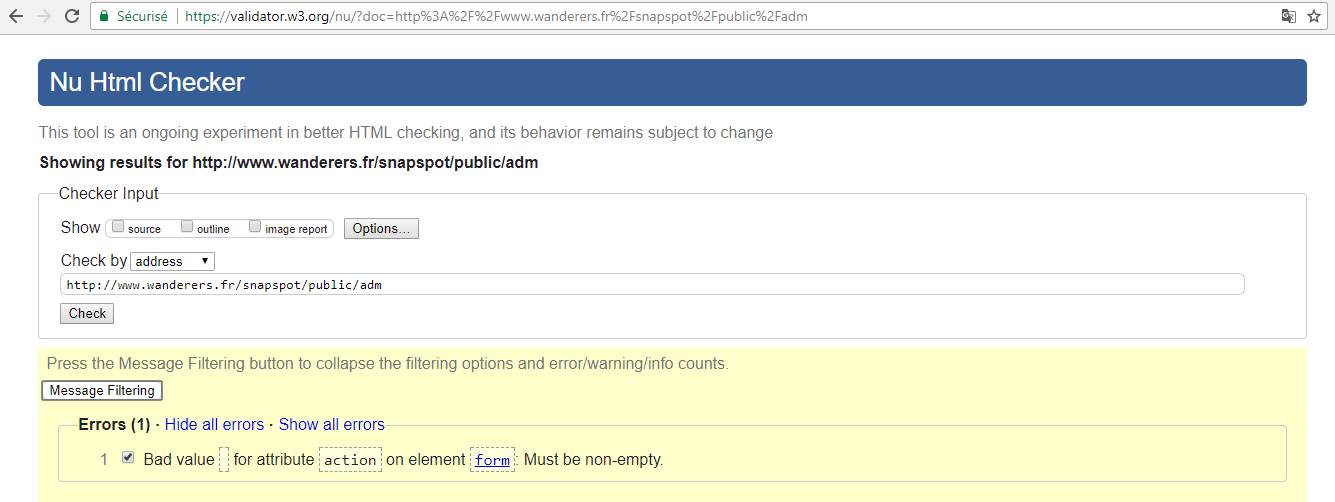 Sécurisé https://validator.w3.org/nu/?doc=http%3A%2F%2Fwww.wanderers.fr%2Fsnapspot%2Fpublic%2Fadm
Nu Html Checker
This tool is an ongoing experiment in better HTML checking, and its behavior remains subject to change
Showing results for http://www.wanderers.fr/snapspot/public/adm
Checker Input
Show source outline image report Options...
Check by address
http://www.wanderers.fr/snapspot/public/adm
Check
Press the Message Filtering button to collapse the filtering options and error/warning/info counts.
Message Filtering
Errors (1) · Hide all errors · Show all errors
1 Bad value for attribute action on element form: Must be non-empty.